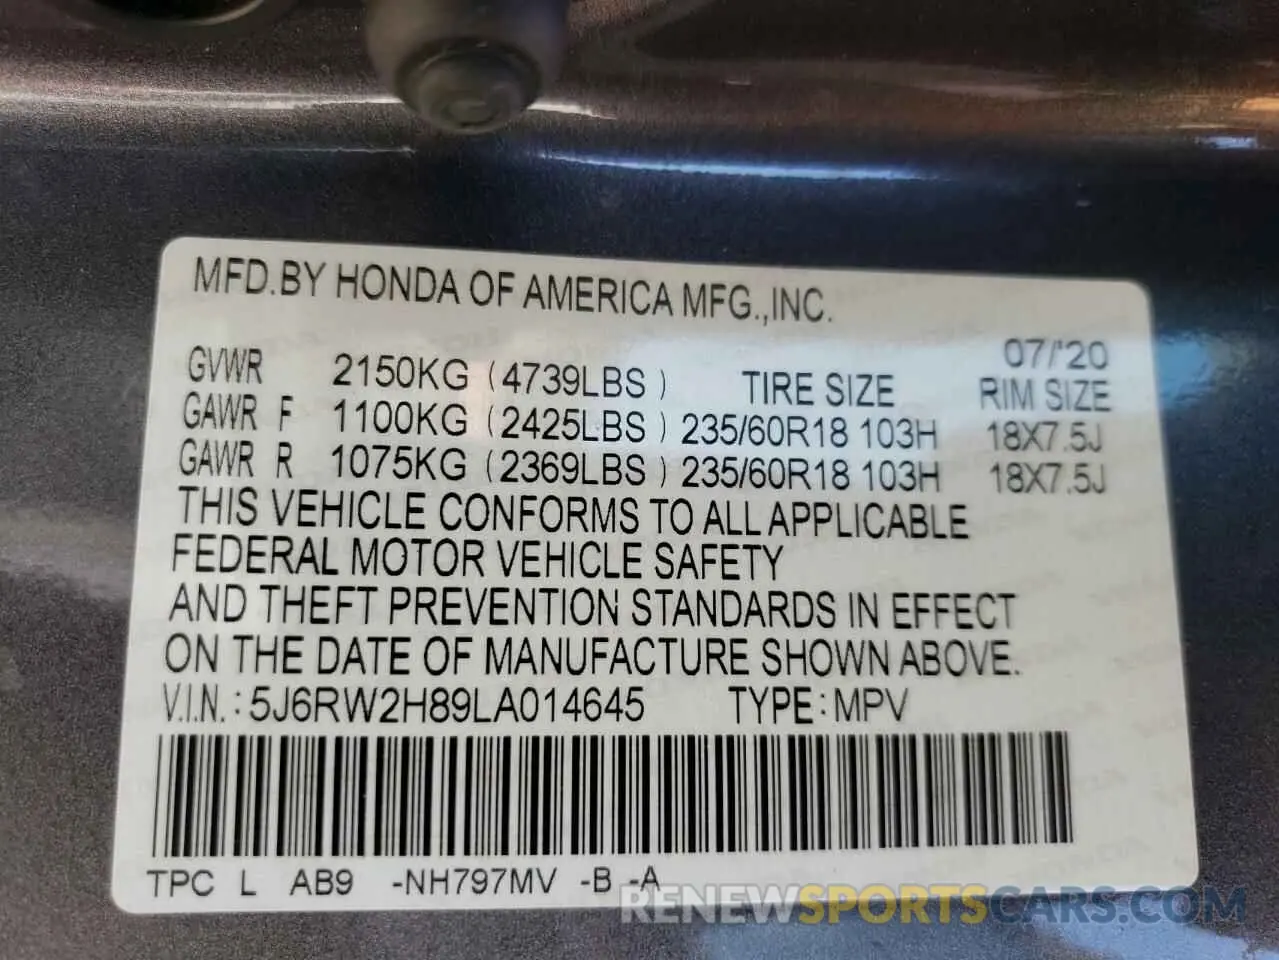 MFD.BY HONDA OF AMERICA MFG.,INC.
07/'20
GVWR 2150KG (4739LBS ) TIRE SIZE RIM SIZE
GAWR F 1100KG (2425LBS ) 235/60R18 103H 18X7.5J
GAWR R 1075KG (2369LBS ) 235/60R18 103H 18X7.5J
THIS VEHICLE CONFORMS TO ALL APPLICABLE
FEDERAL MOTOR VEHICLE SAFETY
AND THEFT PREVENTION STANDARDS IN EFFECT
ON THE DATE OF MANUFACTURE SHOWN ABOVE.
V.I.N.: 5J6RW2H89LA014645 TYPE: MPV
TPC L AB9 -NH797MV -B -A
RENEWSPORTSCARS.COM